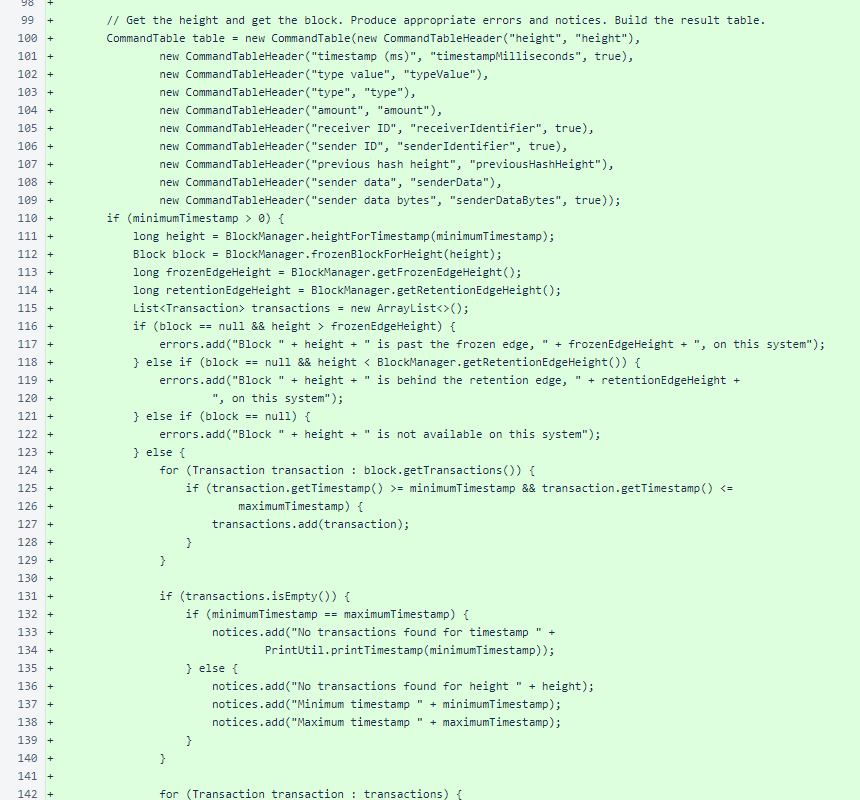 98 +
99 + // Get the height and get the block. Produce appropriate errors and notices. Build the result table.
100 + CommandTable table = new CommandTable(new CommandTableHeader("height", "height"),
101 + new CommandTableHeader("timestamp (ms)", "timestampMilliseconds", true),
102 + new CommandTableHeader("type value", "typeValue"),
103 + new CommandTableHeader("type", "type"),
104 + new CommandTableHeader("amount", "amount"),
105 + new CommandTableHeader("receiver ID", "receiverIdentifier", true),
106 + new CommandTableHeader("sender ID", "senderIdentifier", true),
107 + new CommandTableHeader("previous hash height", "previousHashHeight"),
108 + new CommandTableHeader("sender data", "senderData"),
109 + new CommandTableHeader("sender data bytes", "senderDataBytes", true));
110 + if (minimumTimestamp > 0) {
111 + long height = BlockManager.heightForTimestamp(minimumTimestamp);
112 + Block block = BlockManager.frozenBlockForHeight(height);
113 + long frozenEdgeHeight = BlockManager.getFrozenEdgeHeight();
114 + long retentionEdgeHeight = BlockManager.getRetentionEdgeHeight();
115 + List<Transaction> transactions = new ArrayList<>();
116 + if (block == null && height > frozenEdgeHeight) {
117 + errors.add("Block " + height + " is past the frozen edge, " + frozenEdgeHeight + ", on this system");
118 + } else if (block == null && height < BlockManager.getRetentionEdgeHeight()) {
119 + errors.add("Block " + height + " is behind the retention edge, " + retentionEdgeHeight +
120 + ", on this system");
121 + } else if (block == null) {
122 + errors.add("Block " + height + " is not available on this system");
123 + } else {
124 + for (Transaction transaction : block.getTransactions()) {
125 + if (transaction.getTimestamp() >= minimumTimestamp && transaction.getTimestamp() <=
126 + maximumTimestamp) {
127 + transactions.add(transaction);
128 + }
129 + }
130 +
131 + if (transactions.isEmpty()) {
132 + if (minimumTimestamp == maximumTimestamp) {
133 + notices.add("No transactions found for timestamp " +
134 + PrintUtil.printTimestamp(minimumTimestamp));
135 + } else {
136 + notices.add("No transactions found for height " + height);
137 + notices.add("Minimum timestamp " + minimumTimestamp);
138 + notices.add("Maximum timestamp " + maximumTimestamp);
139 + }
140 + }
141 +
142 + for (Transaction transaction : transactions) {